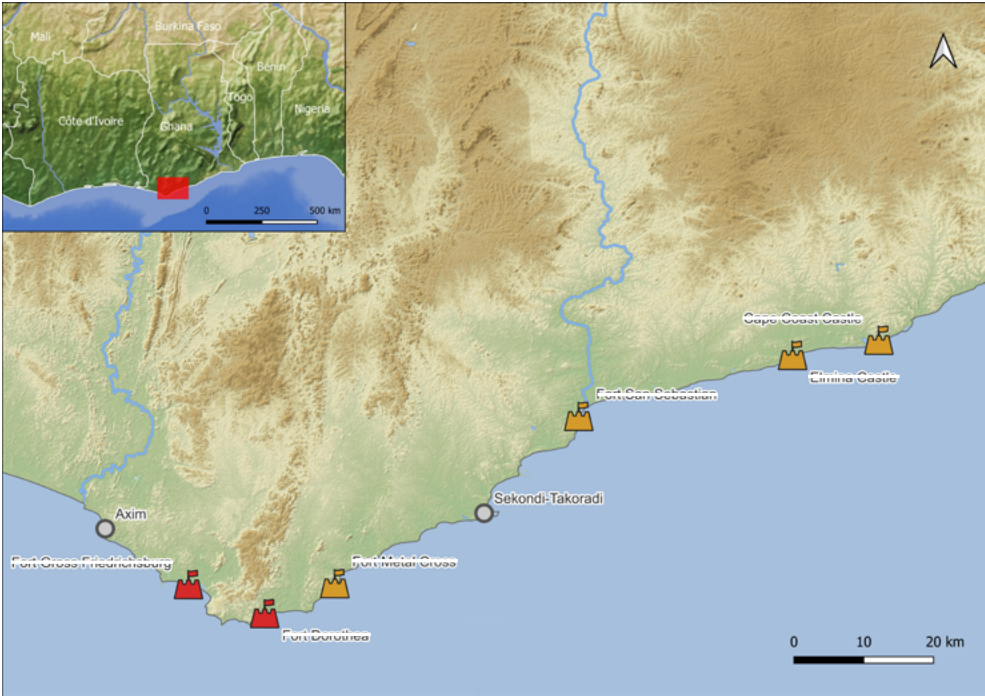 Burkina Faso
Mali
Bénin
Togo
Nigeria
Côte d'Ivoire
Ghana
0 250 500 km
Cape Coast Castle
Elmina Castle
Fort San Sebastian
Sekondi-Takoradi
Axim
Fort Gross Friedrichsburg
Fort Metal Cross
Fort Dorothea
0 10 20 km